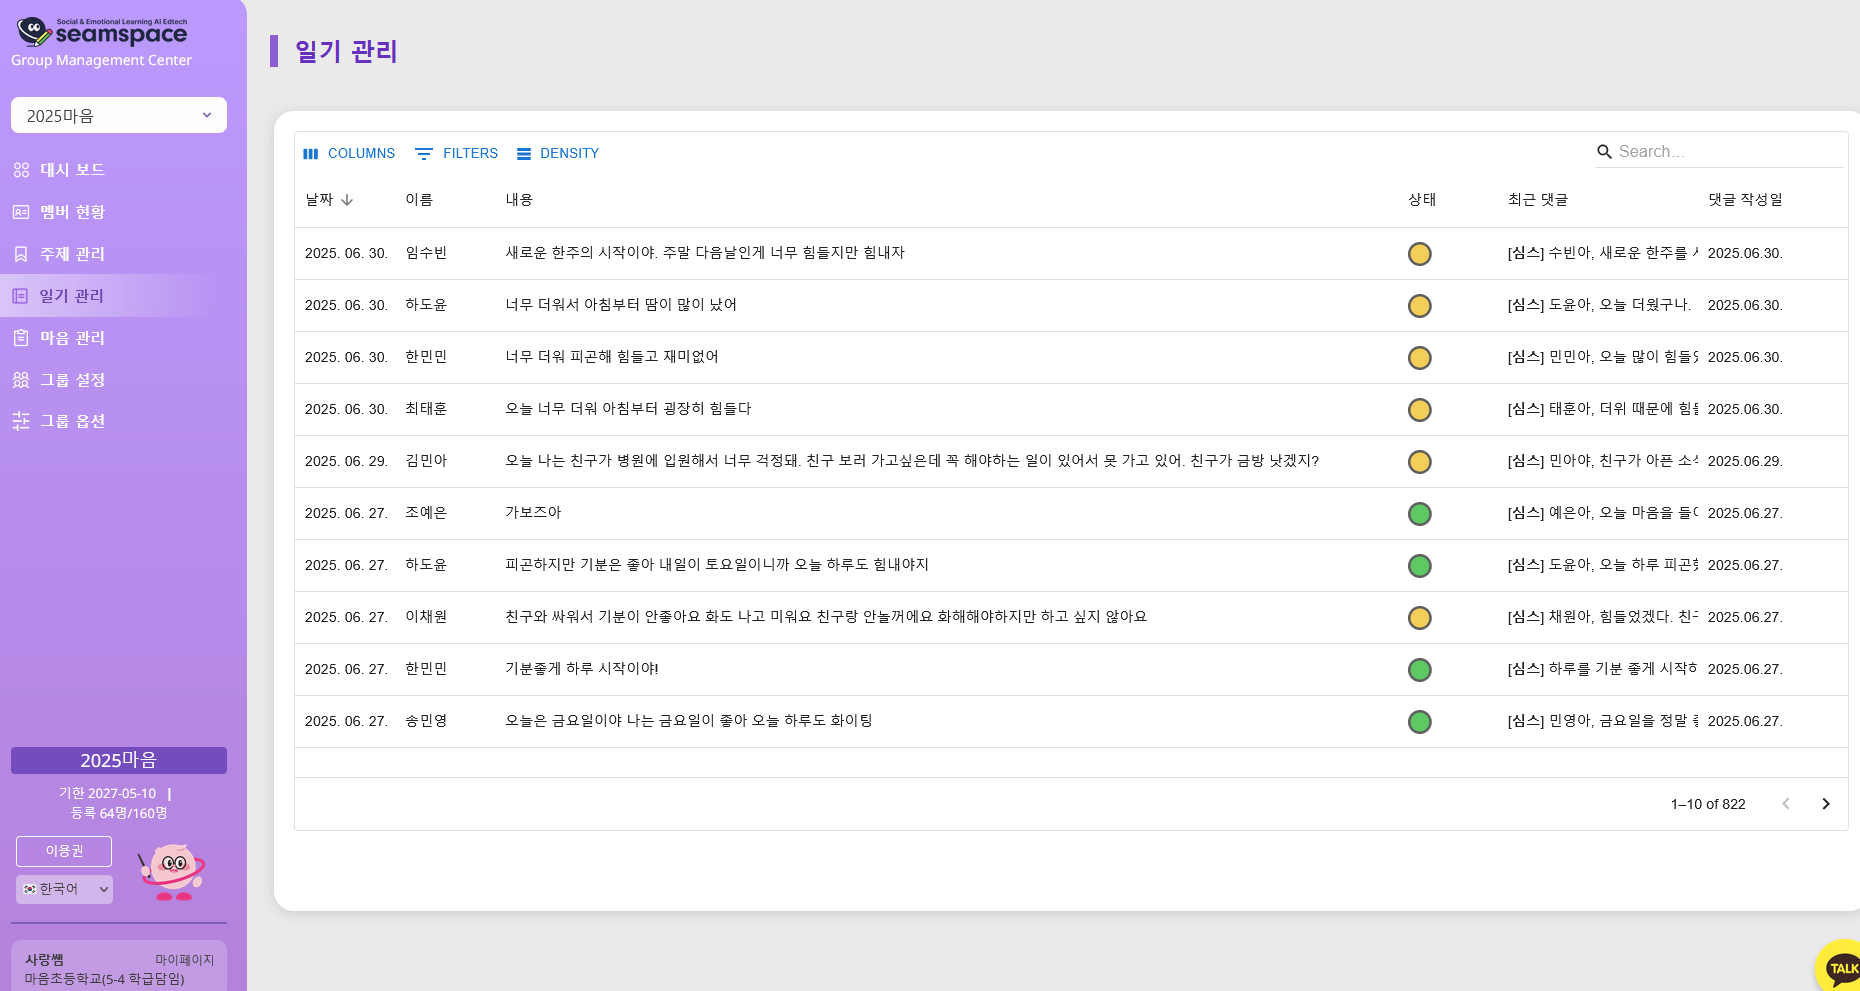 Social & Emotional Learning AI Edtech
seamspace
Group Management Center
2025마음
대시 보드
멤버 현황
주제 관리
일기 관리
마음 관리
그룹 설정
그룹 옵션
2025마음
기한 2027-05-10 |
등록 64명/160명
이용권
한국어
사랑쌤 마이페이지
마음초등학교(5-4 학급담임)
일기 관리
COLUMNS FILTERS DENSITY Search...
날짜 이름 내용 상태 최근 댓글 댓글 작성일
2025. 06. 30. 임수빈 새로운 한주의 시작이야. 주말 다음날인게 너무 힘들지만 힘내자 [심스] 수빈아, 새로운 한주를 2025.06.30.
2025. 06. 30. 하도윤 너무 더워서 아침부터 땀이 많이 났어 [심스] 도윤아, 오늘 더웠구나. 2025.06.30.
2025. 06. 30. 한민민 너무 더워 피곤해 힘들고 재미없어 [심스] 민민아, 오늘 많이 2025.06.30.
2025. 06. 30. 최태훈 오늘 너무 더워 아침부터 굉장히 힘들다 [심스] 태훈아, 더위 때문에 2025.06.30.
2025. 06. 29. 김민아 오늘 나는 친구가 병원에 입원해서 너무 걱정돼. 친구 보러 가고싶은데 꼭 해야하는 일이 있어서 못 가고 있어. 친구가 금방 낫겠지? [심스] 민아야, 친구가 아픈 2025.06.29.
2025. 06. 27. 조예은 가보즈아 [심스] 예은아, 오늘 마음을 2025.06.27.
2025. 06. 27. 하도윤 피곤하지만 기분은 좋아 내일이 토요일이니까 오늘 하루도 힘내야지 [심스] 도윤아, 오늘 하루 2025.06.27.
2025. 06. 27. 이채원 친구와 싸워서 기분이 안좋아요 화도 나고 미워요 친구랑 안놀꺼에요 화해해야하지만 하고 싶지 않아요 [심스] 채원아, 힘들었겠다. 2025.06.27.
2025. 06. 27. 한민민 기분좋게 하루 시작이야! [심스] 하루를 기분 좋게 2025.06.27.
2025. 06. 27. 송민영 오늘은 금요일이야 나는 금요일이 좋아 오늘 하루도 화이팅 [심스] 민영아, 금요일을 정말 2025.06.27.
1–10 of 822
TALK